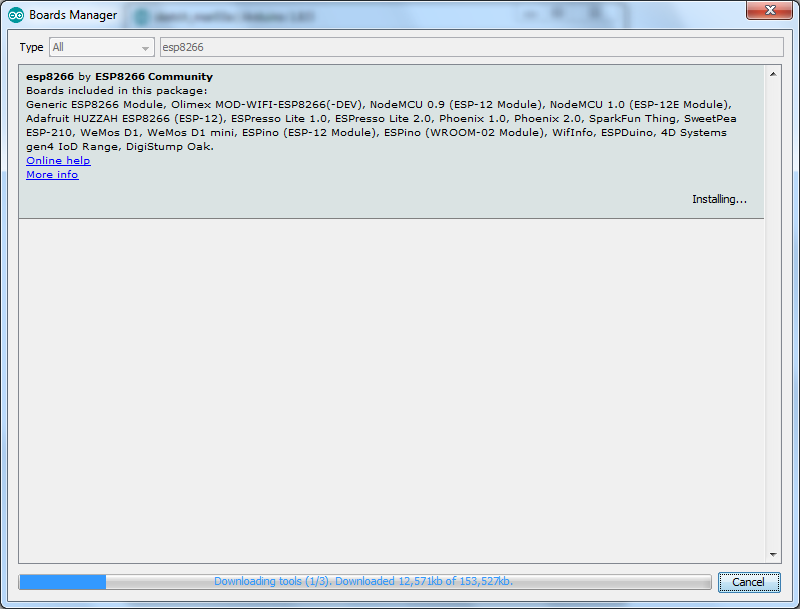 Boards Manager
Type All esp8266
esp8266 by ESP8266 Community
Boards included in this package:
Generic ESP8266 Module, Olimex MOD-WIFI-ESP8266(-DEV), NodeMCU 0.9 (ESP-12 Module), NodeMCU 1.0 (ESP-12E Module),
Adafruit HUZZAH ESP8266 (ESP-12), ESPresso Lite 1.0, ESPresso Lite 2.0, Phoenix 1.0, Phoenix 2.0, SparkFun Thing, SweetPea
ESP-210, WeMos D1, WeMos D1 mini, ESPino (ESP-12 Module), ESPino (WROOM-02 Module), WifInfo, ESPDuino, 4D Systems
gen4 IoD Range, DigiStump Oak.
Online help
More info
Installing...
Downloading tools (1/3). Downloaded 12,571kb of 153,527kb.
Cancel